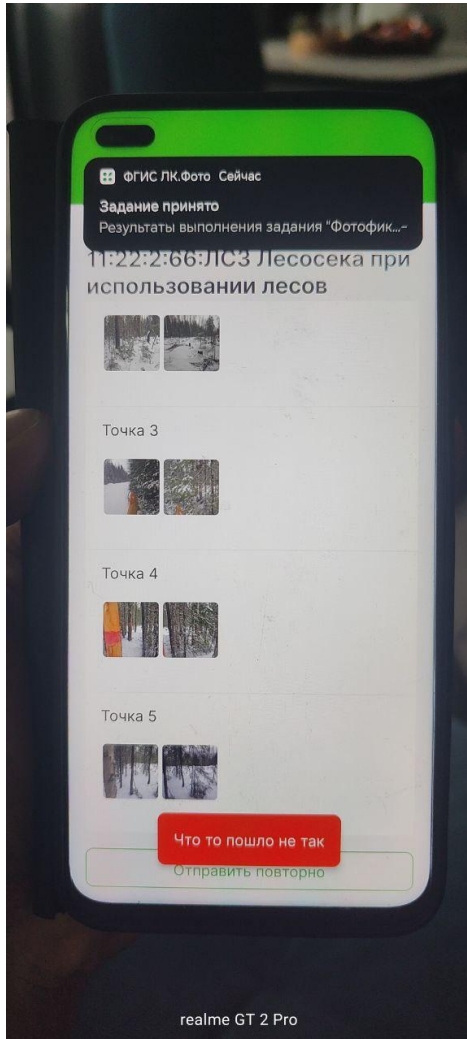 ФГИС ЛК.Фото Сейчас
Задание принято
Результаты выполнения задания "Фотофик...~
11:22:2:66:ЛСЗ Лесосека при
использовании лесов
Точка 3
Точка 4
Точка 5
Что то пошло не так
Отправить повторно
realme GT 2 Pro